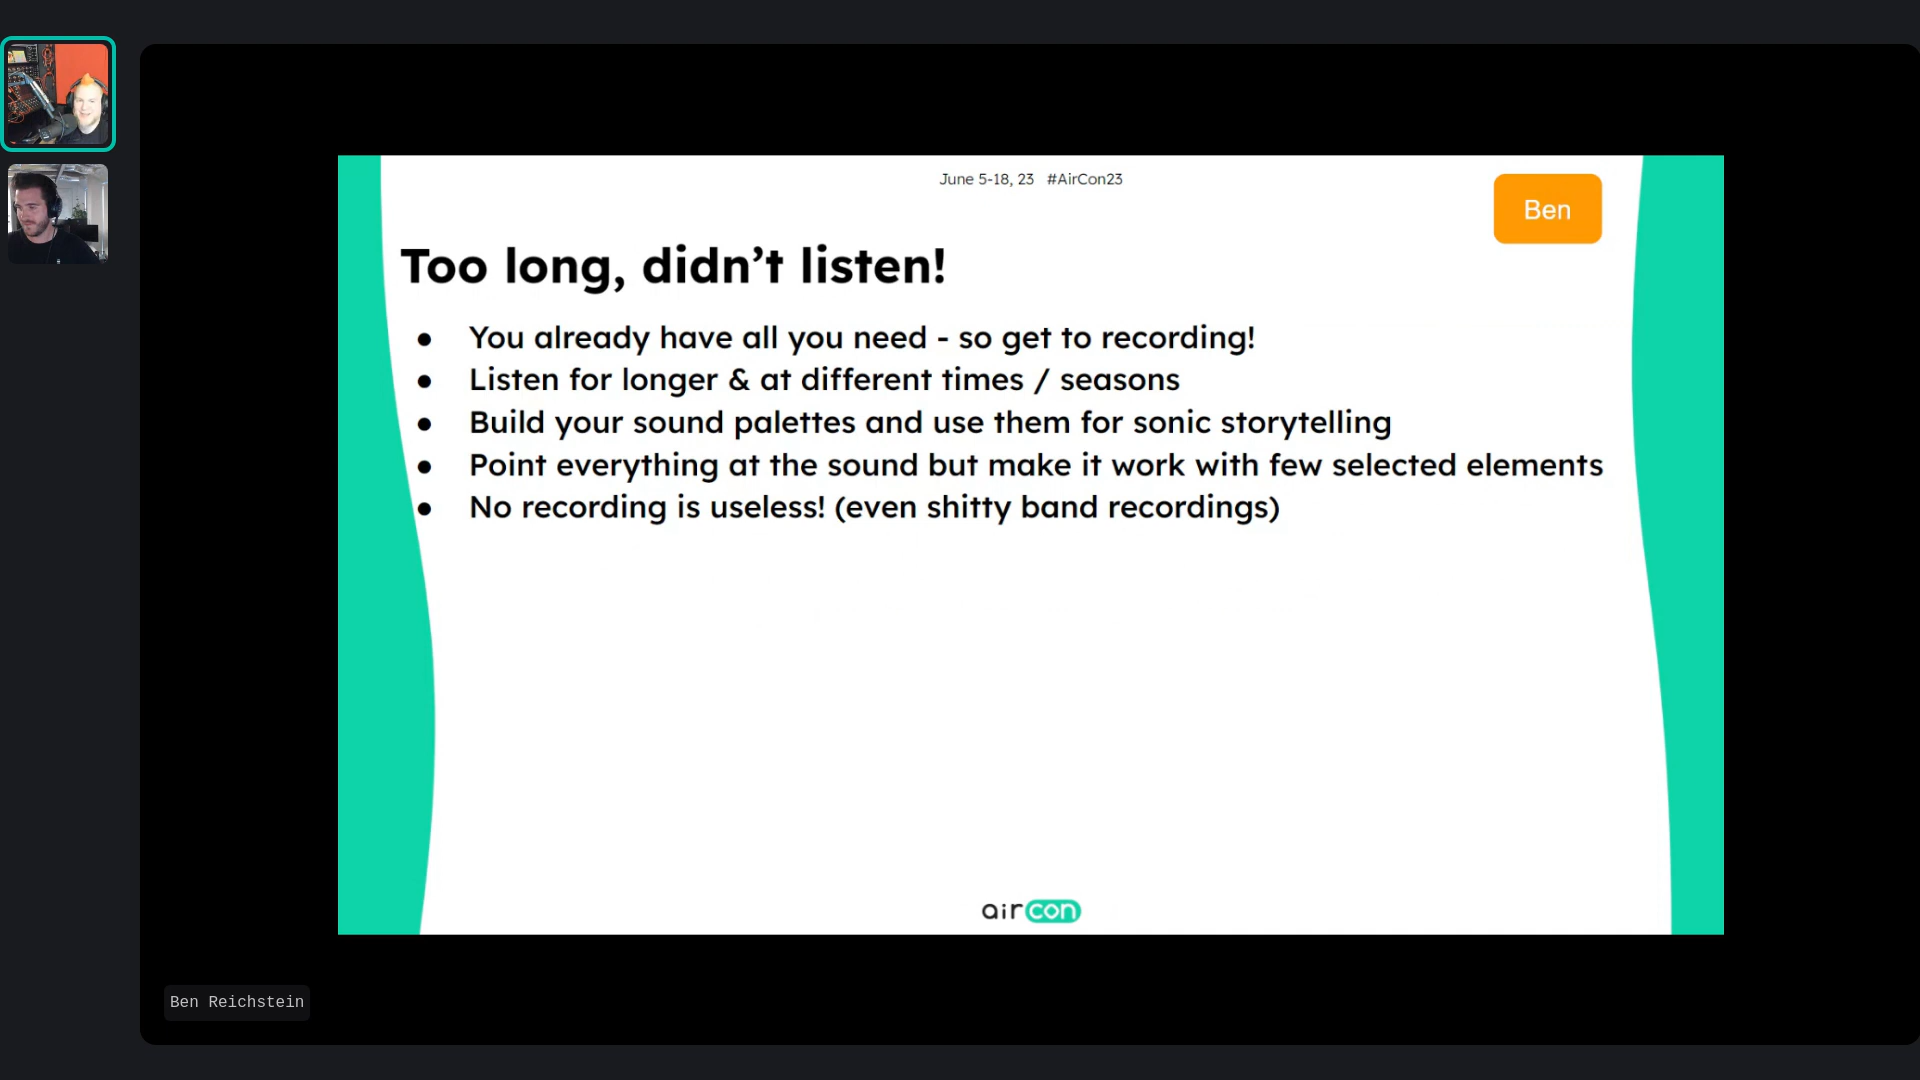 June 5-18, 23 #AirCon23
Ben
Too long, didn’t listen!
● You already have all you need - so get to recording!
● Listen for longer & at different times / seasons
● Build your sound palettes and use them for sonic storytelling
● Point everything at the sound but make it work with few selected elements
● No recording is useless! (even shitty band recordings)
aircon
Ben Reichstein